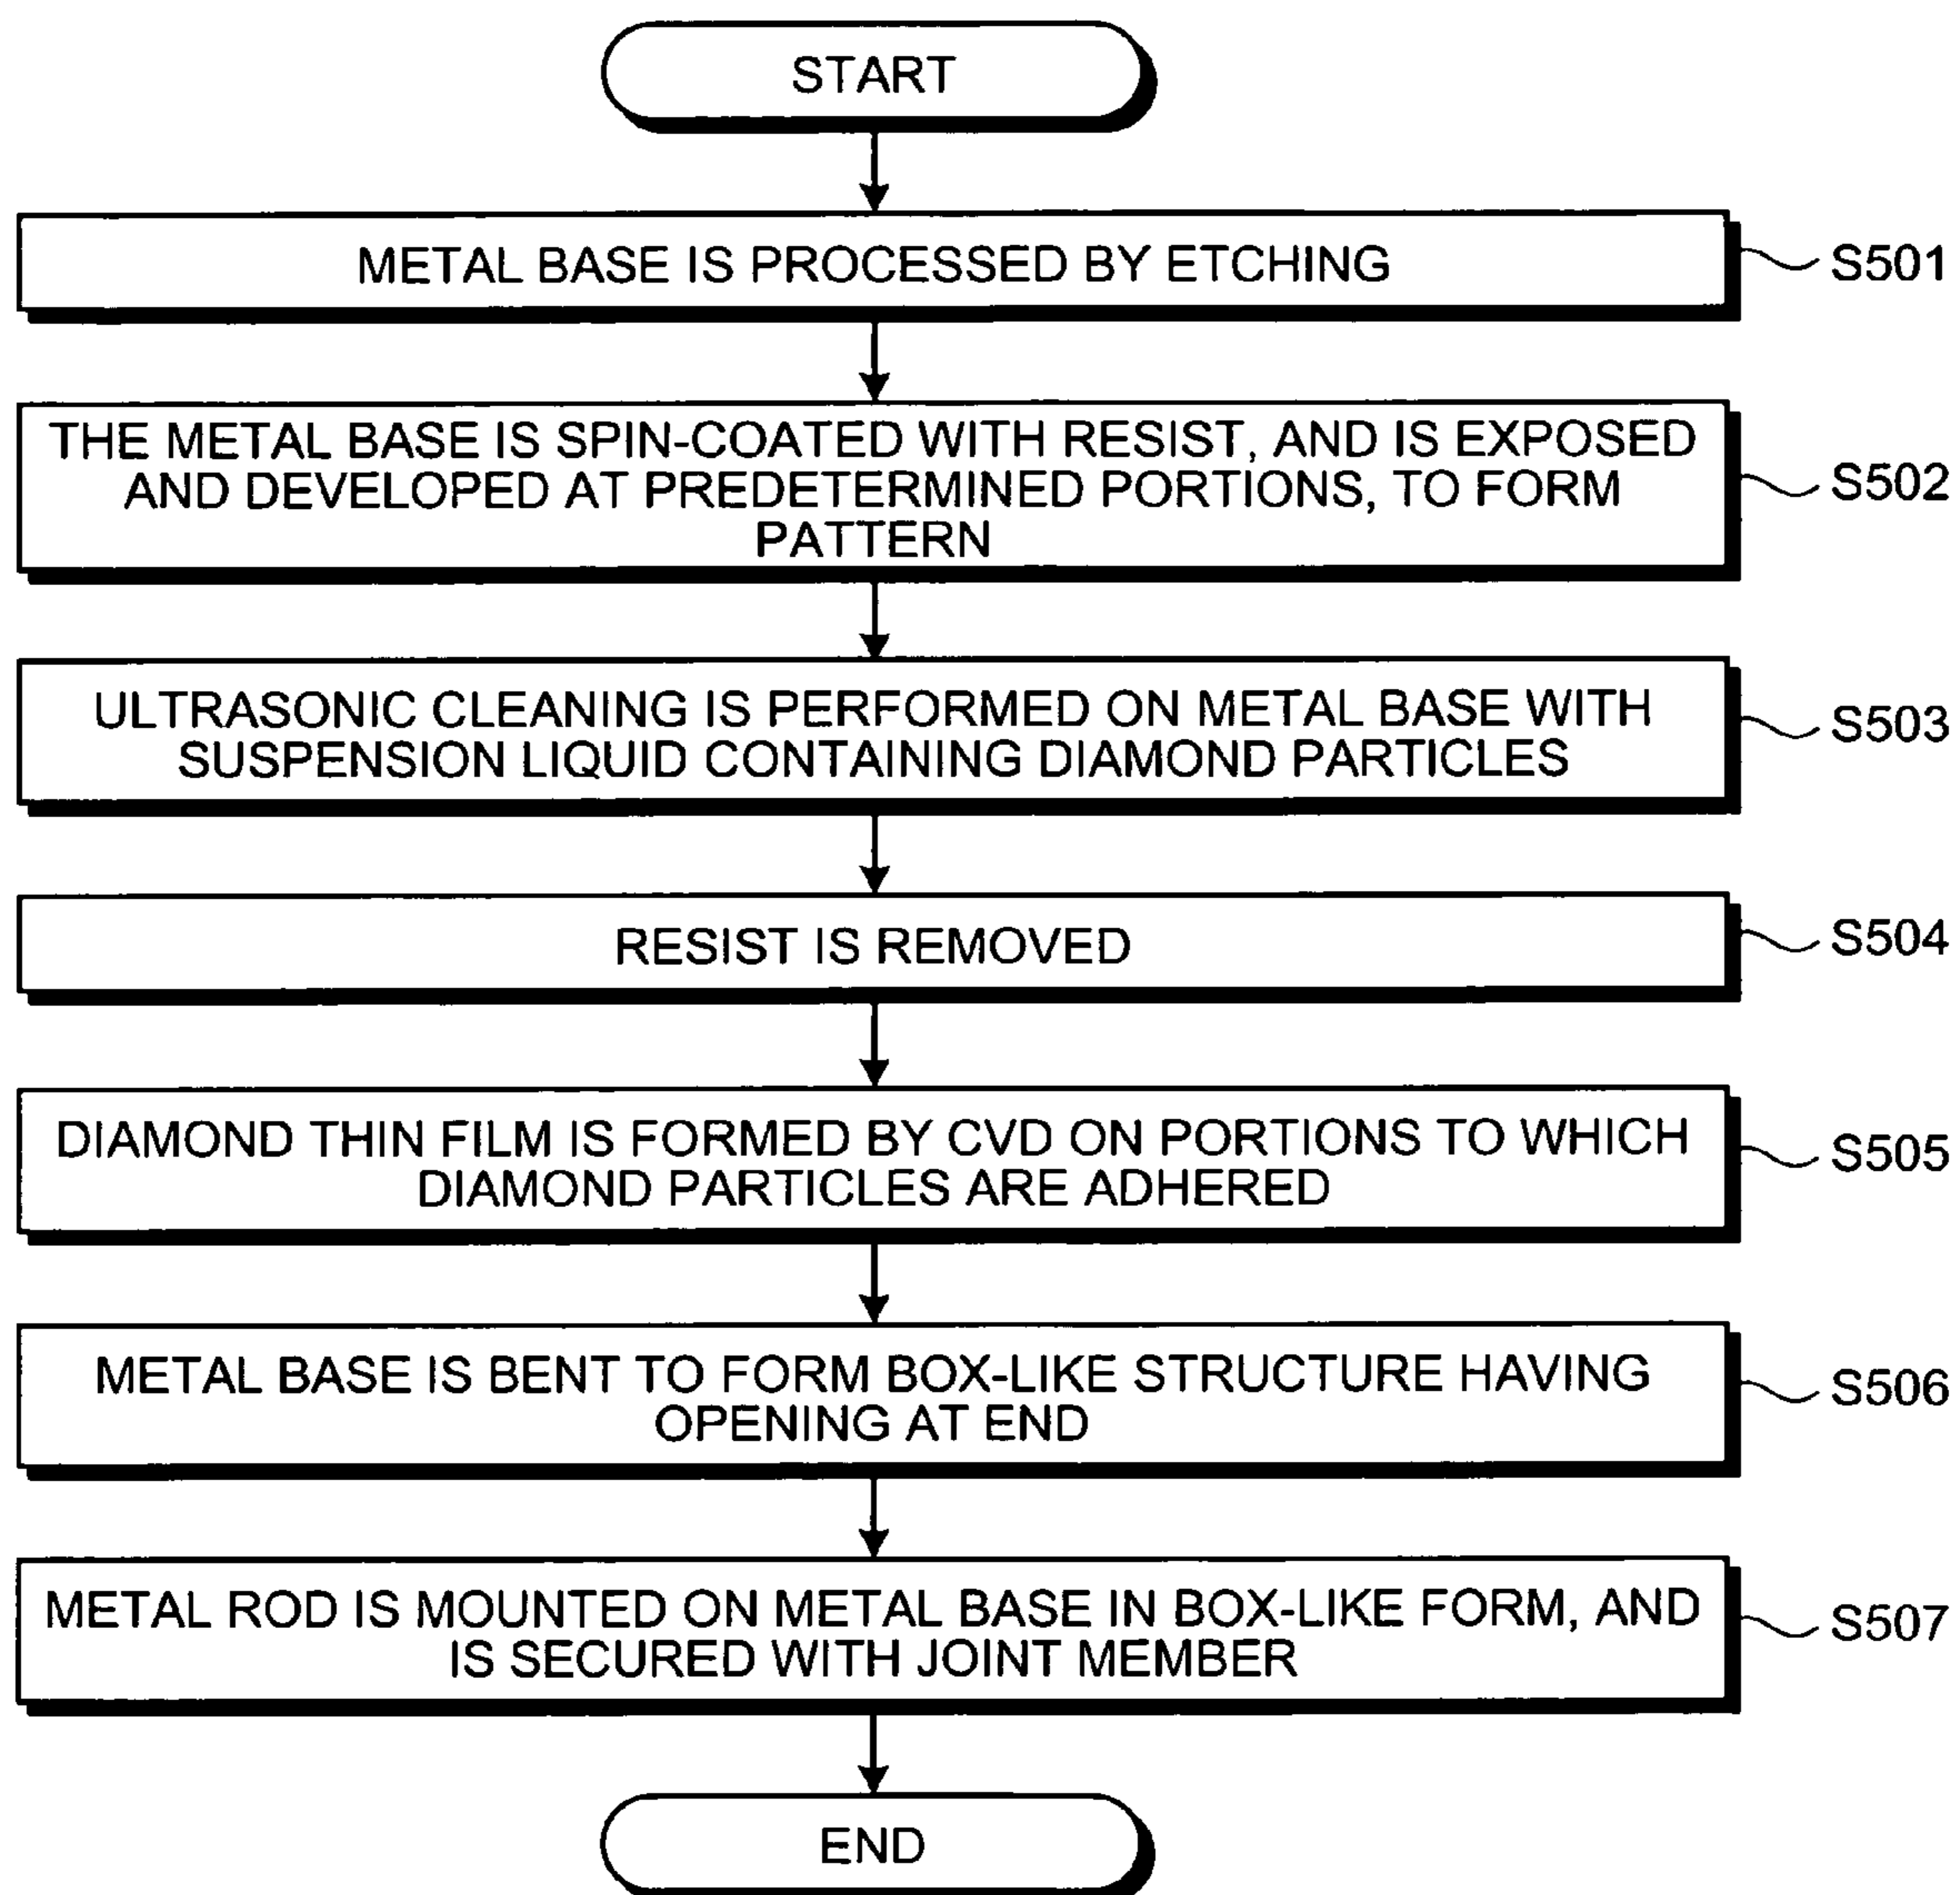 START
METAL BASE IS PROCESSED BY ETCHING
S501
THE METAL BASE IS SPIN-COATED WITH RESIST, AND IS EXPOSED
AND DEVELOPED AT PREDETERMINED PORTIONS, TO FORM
PATTERN
S502
ULTRASONIC CLEANING IS PERFORMED ON METAL BASE WITH
SUSPENSION LIQUID CONTAINING DIAMOND PARTICLES
S503
RESIST IS REMOVED
S504
DIAMOND THIN FILM IS FORMED BY CVD ON PORTIONS TO WHICH
DIAMOND PARTICLES ARE ADHERED
S505
METAL BASE IS BENT TO FORM BOX-LIKE STRUCTURE HAVING
OPENING AT END
S506
METAL ROD IS MOUNTED ON METAL BASE IN BOX-LIKE FORM, AND
IS SECURED WITH JOINT MEMBER
S507
END